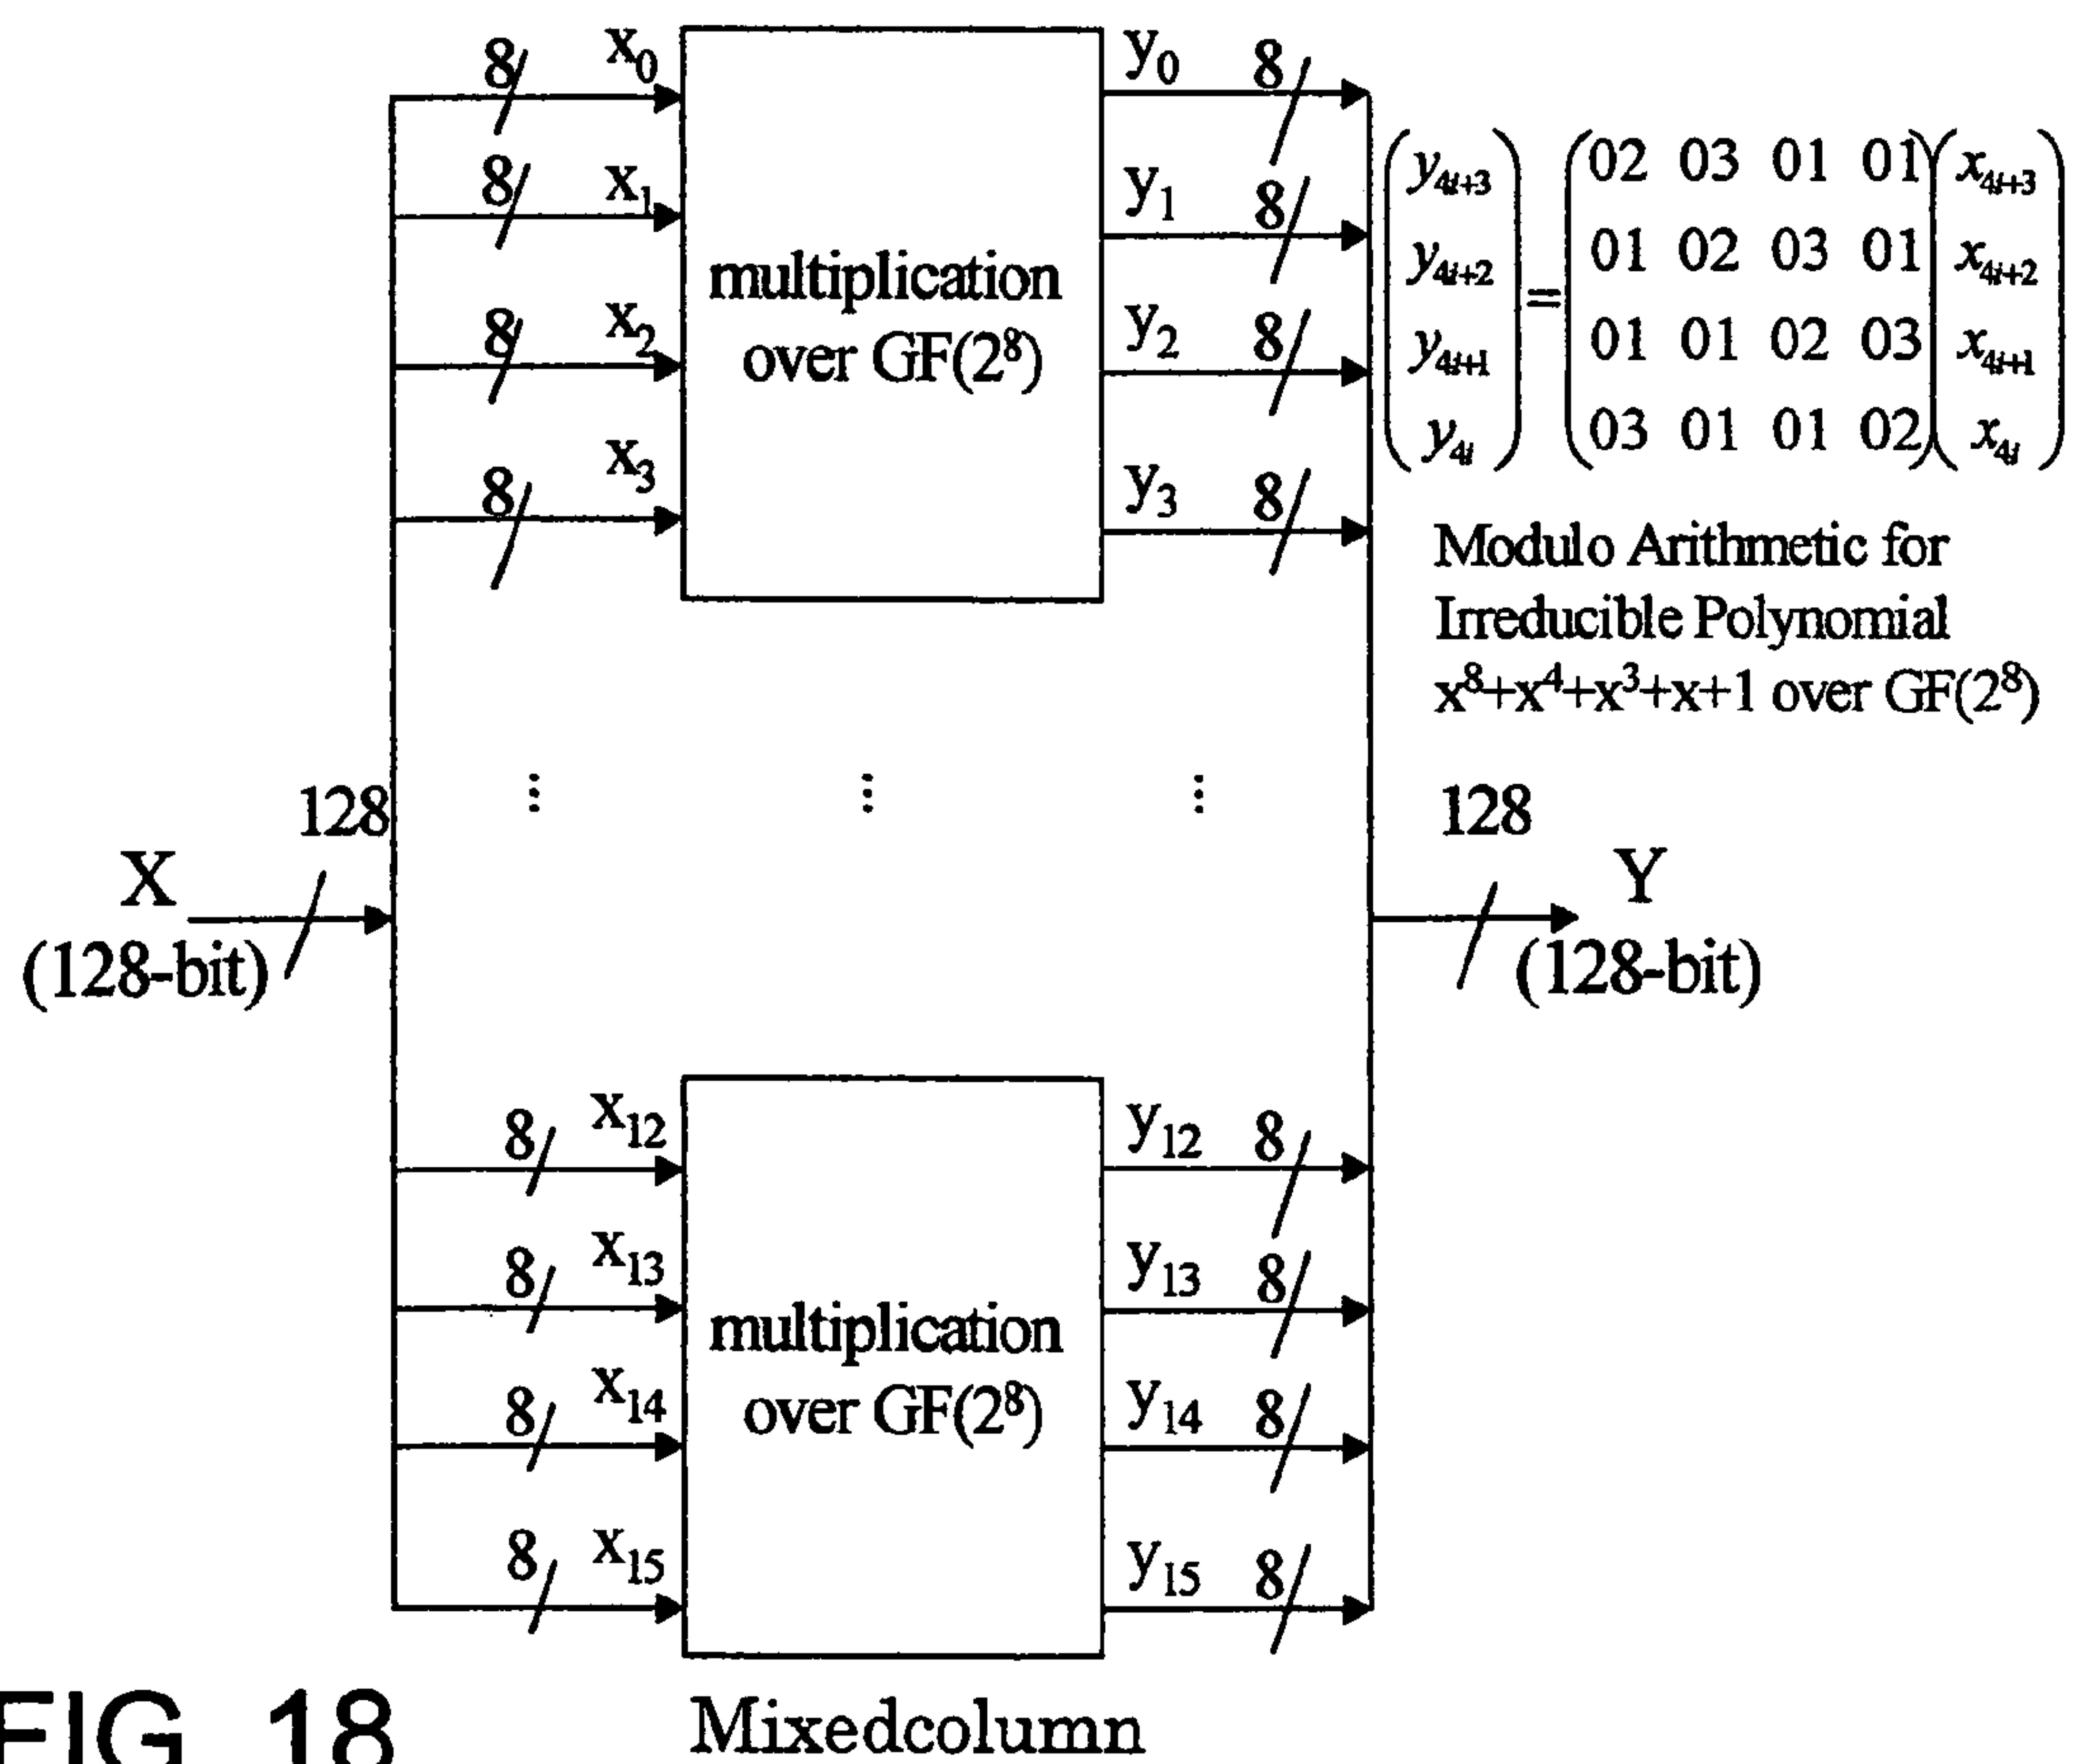 8 x₀ y₀ 8
8 x₁ y₁ 8
multiplication
over GF(2⁸)
8 x₂ y₂ 8
8 x₃ y₃ 8
y₄ᵢ₊₃ 02 03 01 01 x₄ᵢ₊₃
y₄ᵢ₊₂ = 01 02 03 01 x₄ᵢ₊₂
y₄ᵢ₊₁ 01 01 02 03 x₄ᵢ₊₁
y₄ᵢ 03 01 01 02 x₄ᵢ
Modulo Arithmetic for
Irreducible Polynomial
x⁸+x⁴+x³+x+1 over GF(2⁸)
⋮ ⋮ ⋮
128
X
(128-bit)
128
Y
(128-bit)
8 x₁₂ y₁₂ 8
8 x₁₃ y₁₃ 8
multiplication
over GF(2⁸)
8 x₁₄ y₁₄ 8
8 x₁₅ y₁₅ 8
FIG 18
Mixedcolumn